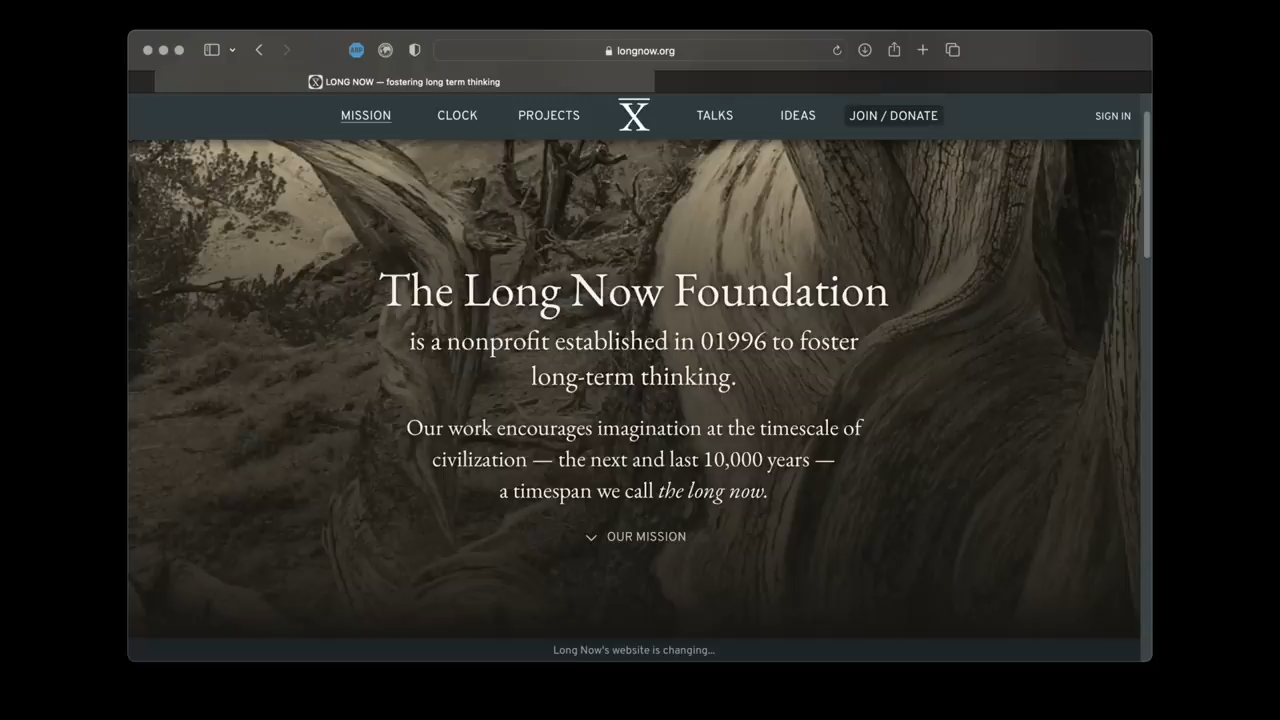 ABP
longnow.org
LONG NOW — fostering long term thinking
MISSION
CLOCK
PROJECTS
X
TALKS
IDEAS
JOIN / DONATE
SIGN IN
The Long Now Foundation
is a nonprofit established in 01996 to foster
long-term thinking.
Our work encourages imagination at the timescale of
civilization — the next and last 10,000 years —
a timespan we call the long now.
OUR MISSION
Long Now's website is changing...